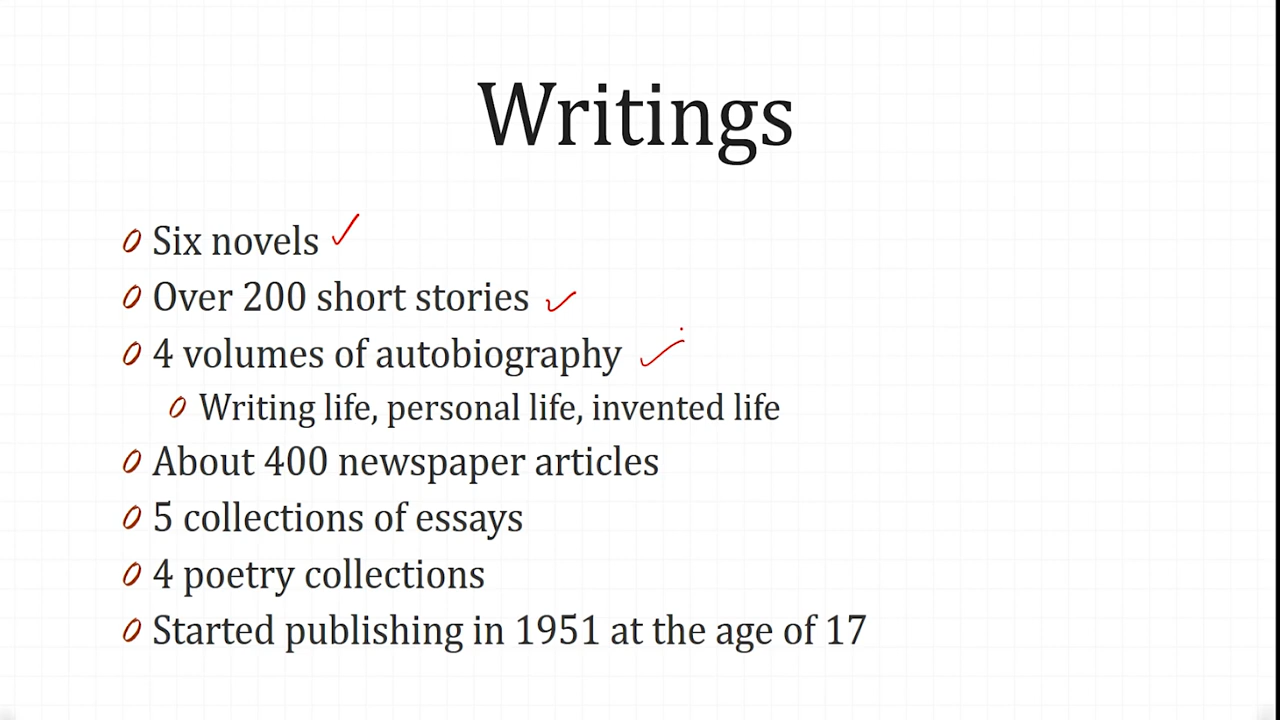 Writings
Six novels
Over 200 short stories
4 volumes of autobiography
Writing life, personal life, invented life
About 400 newspaper articles
5 collections of essays
4 poetry collections
Started publishing in 1951 at the age of 17